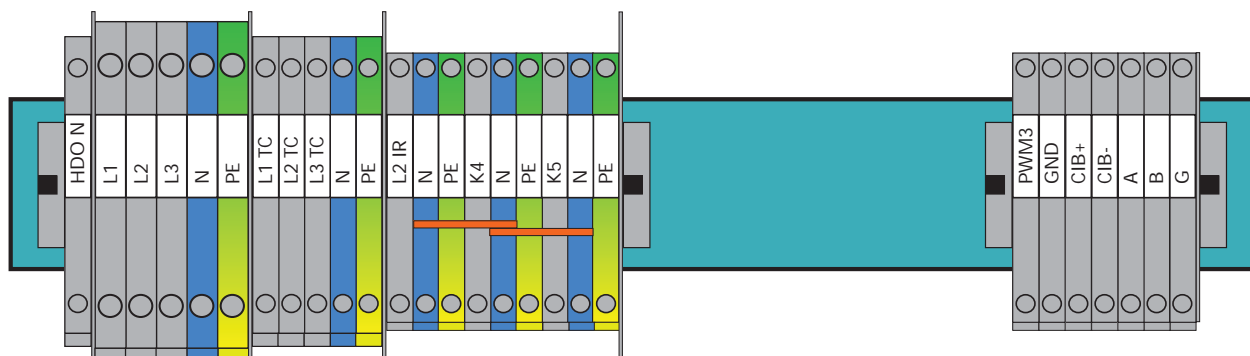 HDO N
L1
L2
L3
N
PE
L1 TC
L2 TC
L3 TC
N
PE
L2 IR
N
PE
K4
N
PE
K5
N
PE
PWM3
GND
CIB+
CIB-
A
B
G